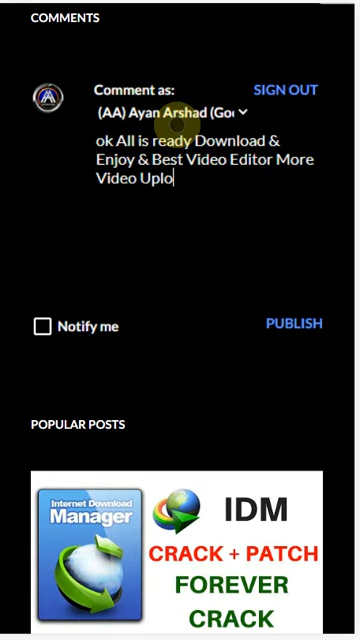 COMMENTS
Comment as:
SIGN OUT
(AA) Ayan Arshad (Goo
ok All is ready Download &
Enjoy & Best Video Editor More
Video Uplo
Notify me
PUBLISH
POPULAR POSTS
Internet Download
Manager
IDM
CRACK + PATCH
FOREVER
CRACK